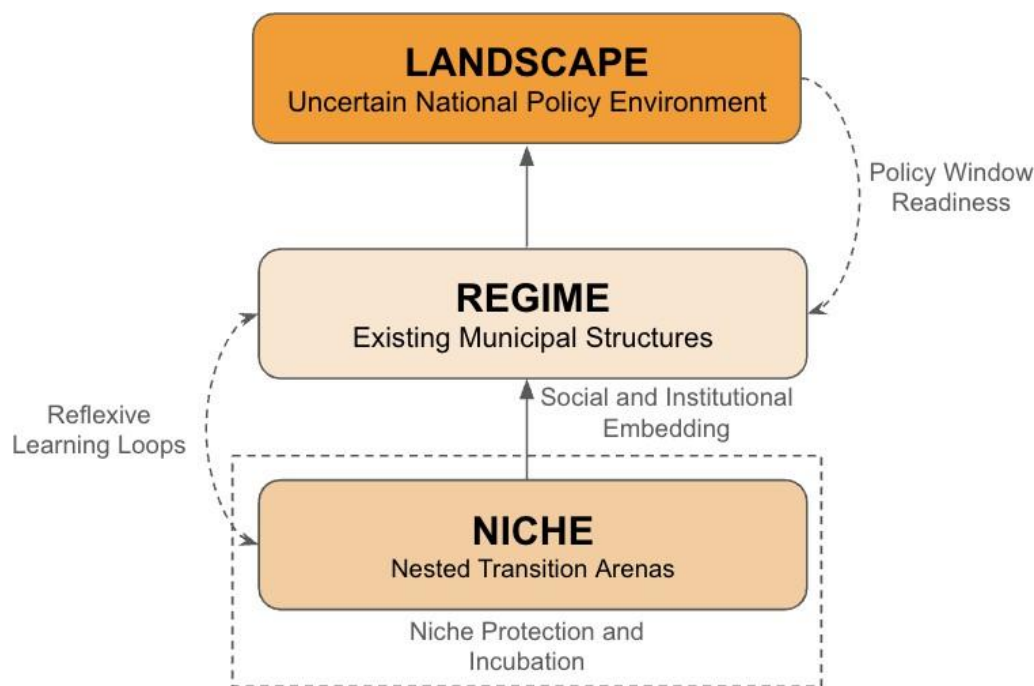 LANDSCAPE
Uncertain National Policy Environment
Policy Window
Readiness
REGIME
Existing Municipal Structures
Social and Institutional
Embedding
Reflexive
Learning Loops
NICHE
Nested Transition Arenas
Niche Protection and
Incubation